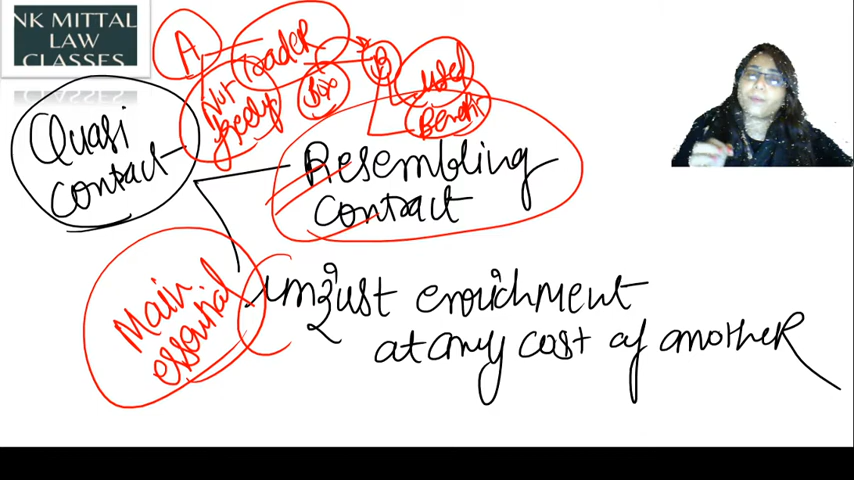 NK MITTAL
LAW
CLASSES
A
Trader
B
used
Not
freely
Benefit
Quasi
contract
Resembling
contract
Main
essential
unjust enrichment
at any cost of another